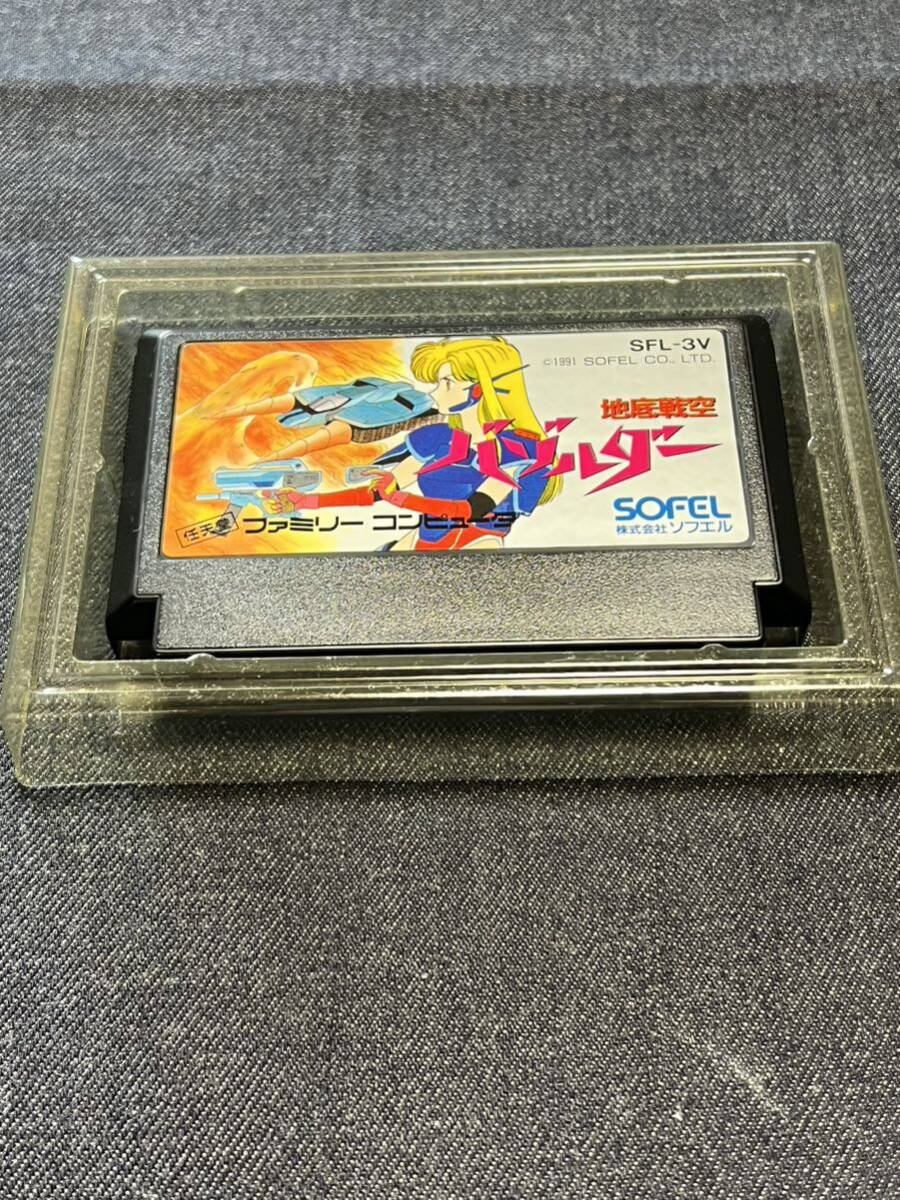 SFL-3V
©1991 SOFEL CO., LTD.
地底戦空
バゾルダー
SOFEL
株式会社 ソフエル
任天堂 ファミリー コンピュータ